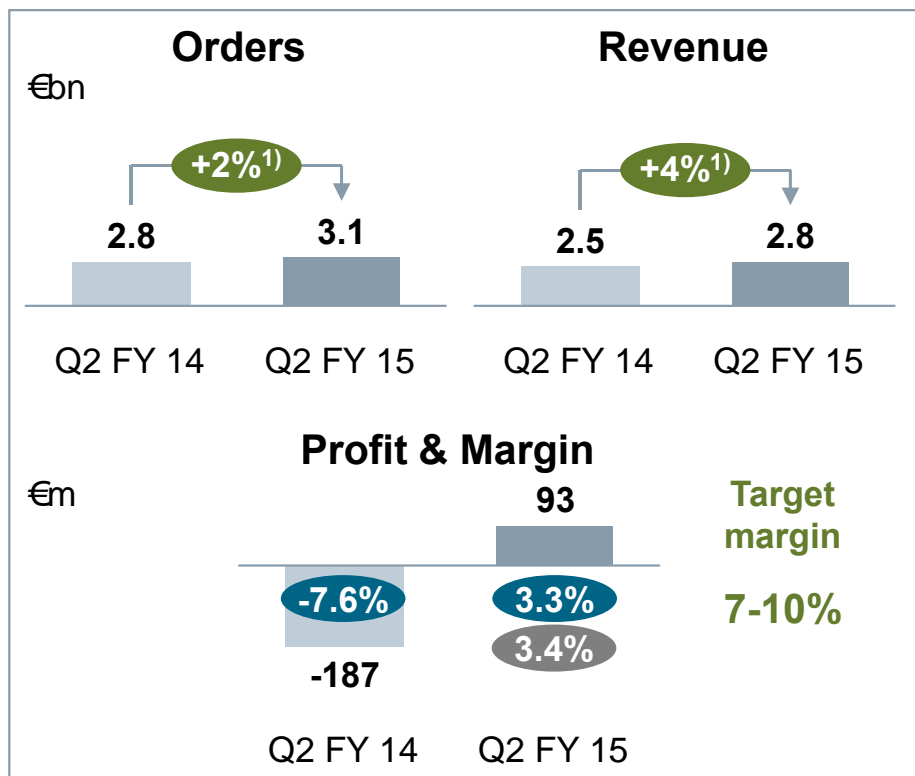 Orders
Revenue
€bn
+2%1)
+4%1)
2.8
3.1
2.5
2.8
Q2 FY 14
Q2 FY 15
Q2 FY 14
Q2 FY 15
Profit & Margin
€m
93
Target
margin
-7.6%
3.3%
7-10%
3.4%
-187
Q2 FY 14
Q2 FY 15